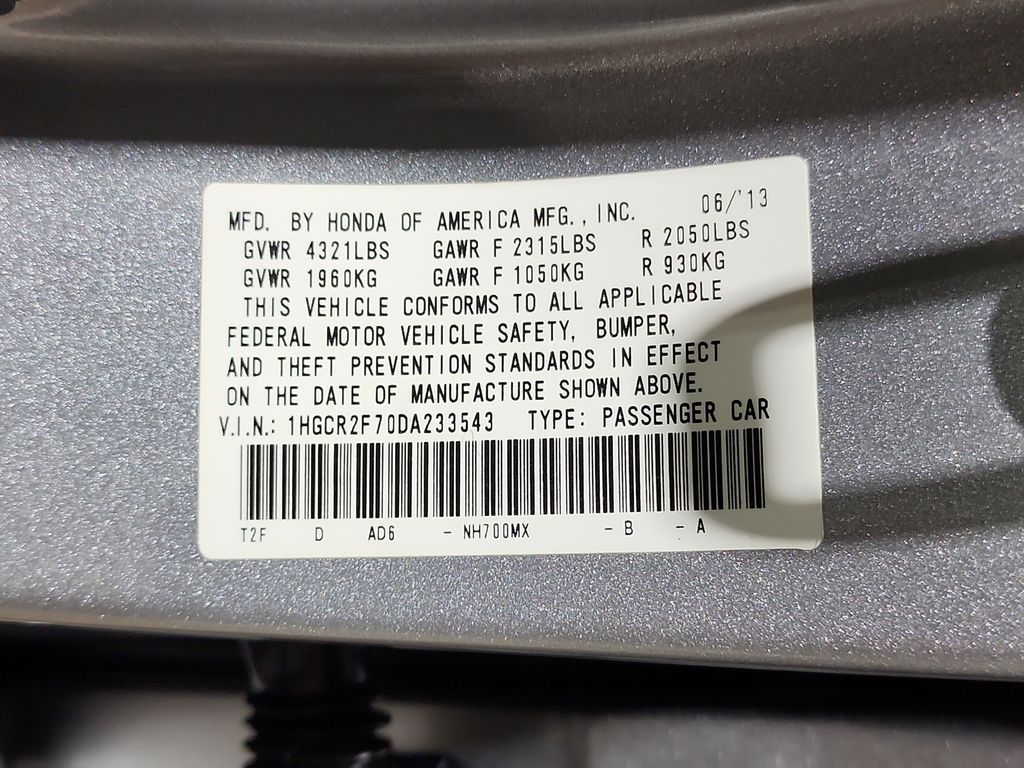 06/'13
MFD. BY HONDA OF AMERICA MFG., INC.
GVWR 4321LBS GAWR F 2315LBS R 2050LBS
GVWR 1960KG GAWR F 1050KG R 930KG
THIS VEHICLE CONFORMS TO ALL APPLICABLE
FEDERAL MOTOR VEHICLE SAFETY, BUMPER,
AND THEFT PREVENTION STANDARDS IN EFFECT
ON THE DATE OF MANUFACTURE SHOWN ABOVE.
V.I.N.: 1HGCR2F70DA233543 TYPE: PASSENGER CAR
T2F D AD6 - NH700MX - B - A